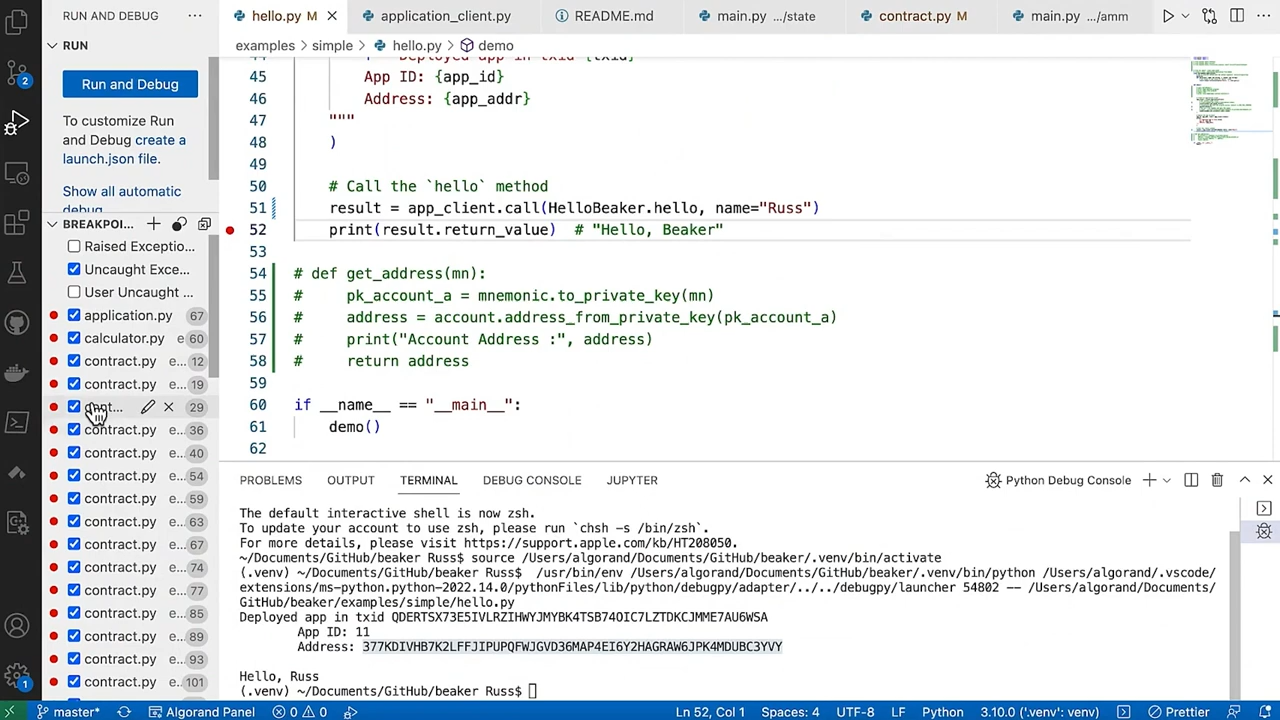 RUN AND DEBUG ···
hello.py M
application_client.py
README.md
main.py .../state
contract.py M
main.py .../amm
RUN
examples > simple > hello.py > demo
Run and Debug
To customize Run
and Debug create a
launch.json file.
Show all automatic
debug
BREAKPOI...
Raised Exceptio...
Uncaught Exce...
User Uncaught ...
application.py 67
calculator.py e 60
contract.py e... 12
contract.py e... 19
29
contract.py e... 36
contract.py e... 40
contract.py e... 54
contract.py e... 59
contract.py e... 63
contract.py e... 67
contract.py e... 74
contract.py e... 77
contract.py e... 85
contract.py e... 89
contract.py e... 93
contract.py e... 101
2
1
44 Deployed app in txid {txid}
45 App ID: {app_id}
46 Address: {app_addr}
47 """
48 )
49
50 # Call the `hello` method
51 result = app_client.call(HelloBeaker.hello, name="Russ")
52 print(result.return_value) # "Hello, Beaker"
53
54 # def get_address(mn):
55 # pk_account_a = mnemonic.to_private_key(mn)
56 # address = account.address_from_private_key(pk_account_a)
57 # print("Account Address :", address)
58 # return address
59
60 if __name__ == "__main__":
61 demo()
62
PROBLEMS OUTPUT TERMINAL DEBUG CONSOLE JUPYTER
Python Debug Console
The default interactive shell is now zsh.
To update your account to use zsh, please run `chsh -s /bin/zsh`.
For more details, please visit https://support.apple.com/kb/HT208050.
~/Documents/GitHub/beaker Russ$ source /Users/algorand/Documents/GitHub/beaker/.venv/bin/activate
(.venv) ~/Documents/GitHub/beaker Russ$ /usr/bin/env /Users/algorand/Documents/GitHub/beaker/.venv/bin/python /Users/algorand/.vscode/
extensions/ms-python.python-2022.14.0/pythonFiles/lib/python/debugpy/adapter/../../debugpy/launcher 54802 -- /Users/algorand/Documents/
GitHub/beaker/examples/simple/hello.py
Deployed app in txid QDERTSX73E5IVLRZIHWYJMYBK4TSB74OIC7LZTDKCJMME7AU6WSA
App ID: 11
Address: 377KDIVHB7K2LFFJIPUPQFWJGVD36MAP4EI6Y2HAGRAW6JPK4MDUBC3YVY
Hello, Russ
(.venv) ~/Documents/GitHub/beaker Russ$
master* Algorand Panel 0 0 Ln 52, Col 1 Spaces: 4 UTF-8 LF Python 3.10.0 ('.venv': venv) Prettier